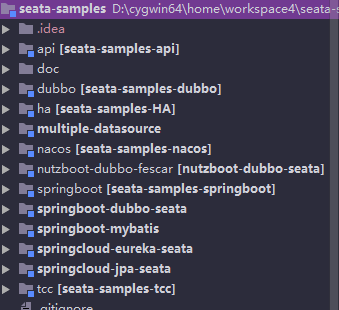 seata-samples D:\cygwin64\home\workspace4\seata-s
.idea
api [seata-samples-api]
doc
dubbo [seata-samples-dubbo]
ha [seata-samples-HA]
multiple-datasource
nacos [seata-samples-nacos]
nutzboot-dubbo-fescar [nutzboot-dubbo-seata]
springboot [seata-samples-springboot]
springboot-dubbo-seata
springboot-mybatis
springcloud-eureka-seata
springcloud-jpa-seata
tcc [seata-samples-tcc]
.gitignore